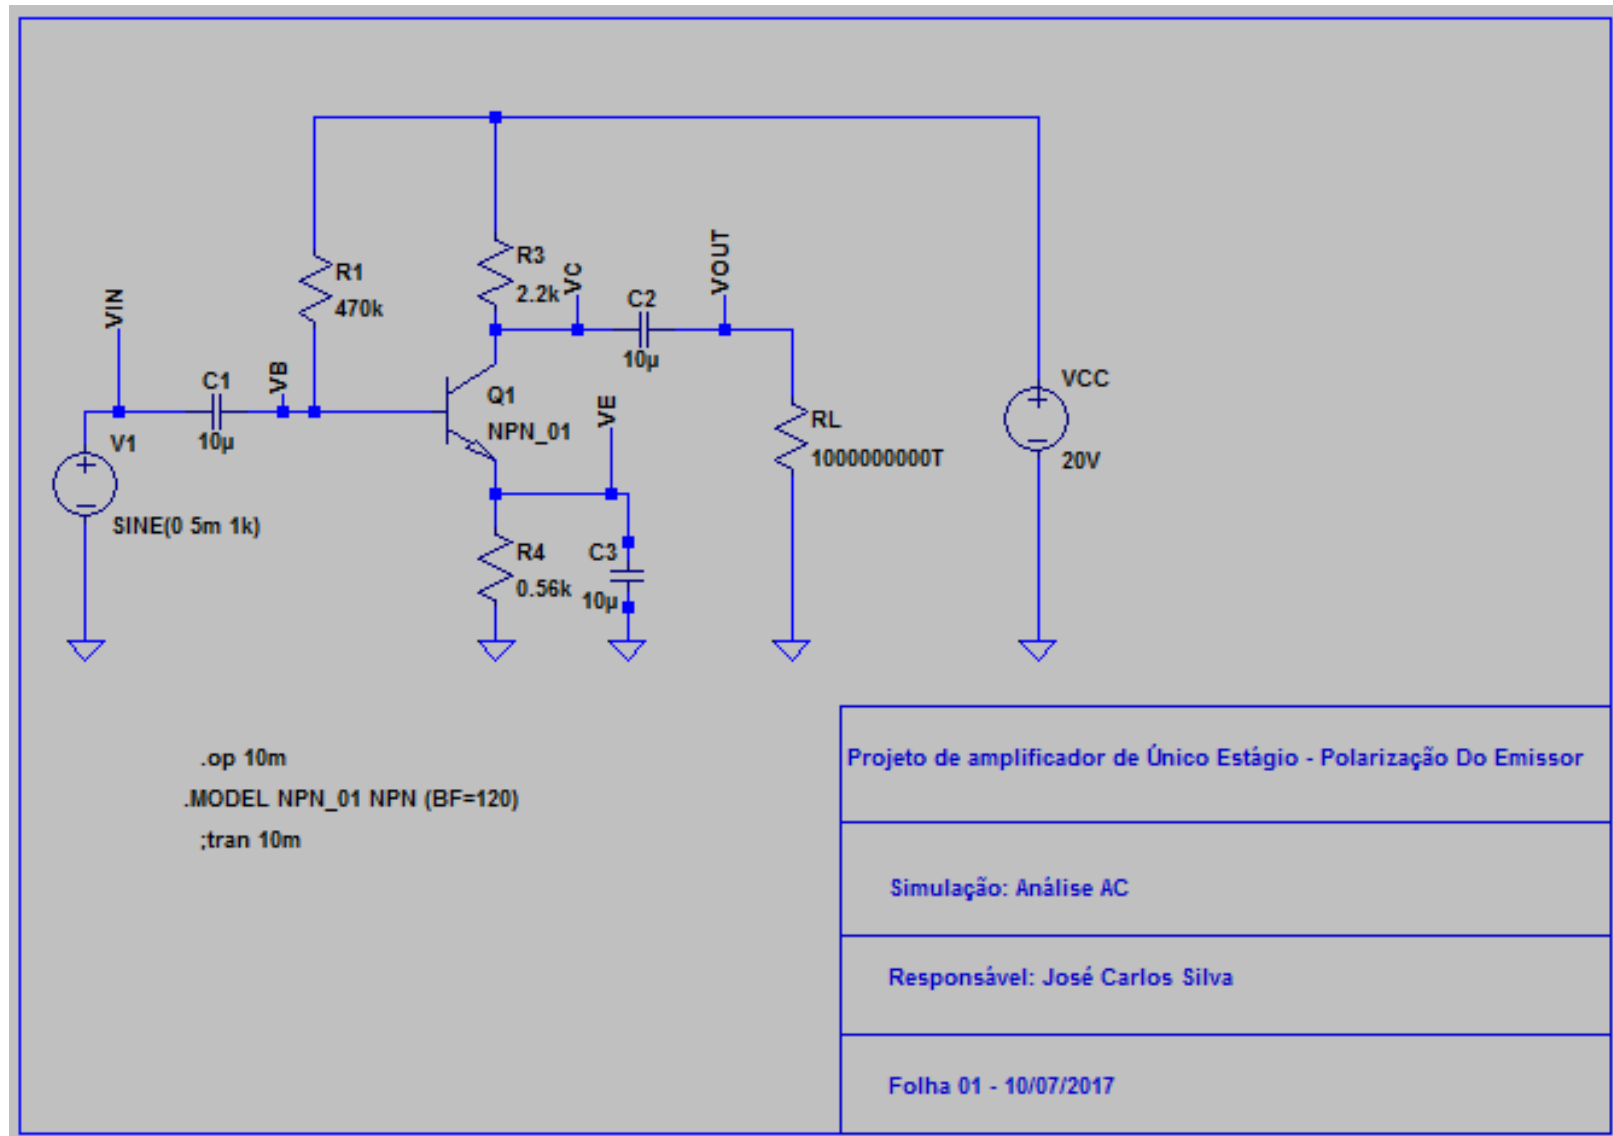 R3
2.2k
VC
VOUT
R1
470k
C2
10µ
VIN
C1
10µ
VB
Q1
NPN_01
VE
VCC
20V
RL
1000000000T
V1
SINE(0 5m 1k)
R4
0.56k
C3
10µ
.op 10m
.MODEL NPN_01 NPN (BF=120)
;tran 10m
Projeto de amplificador de Único Estágio - Polarização Do Emissor
Simulação: Análise AC
Responsável: José Carlos Silva
Folha 01 - 10/07/2017